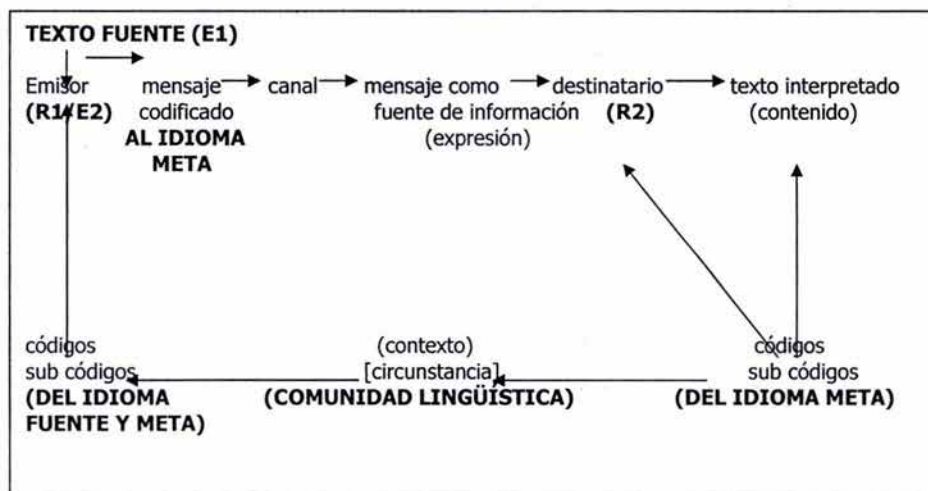 TEXTO FUENTE (E1)
Emisor mensaje canal mensaje como destinatario texto interpretado
(R1/E2) codificado fuente de información (R2) (contenido)
AL IDIOMA (expresión)
META
códigos (contexto) códigos
sub códigos [circunstancia] sub códigos
(DEL IDIOMA (COMUNIDAD LINGÜÍSTICA) (DEL IDIOMA META)
FUENTE Y META)